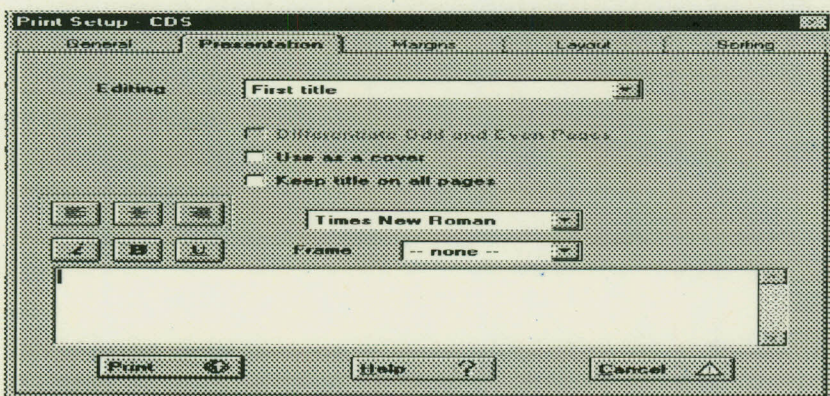 Print Setup - CDS
General Presentation Margins Layout Sorting
Editing First title
Differentiate Odd and Even Pages
Use as a cover
Keep title on all pages
Times New Roman
I B U Frame -- none --
Print Help ? Cancel